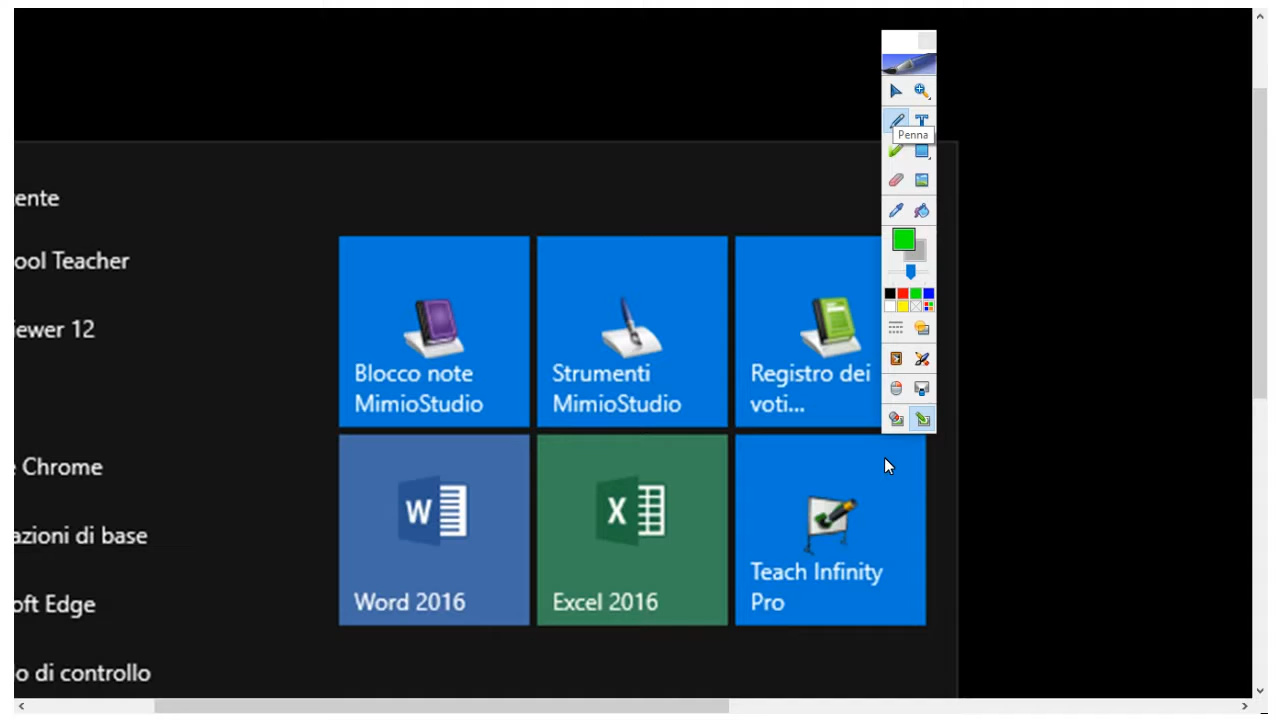 Penna
ente
ool Teacher
iewer 12
Blocco note
MimioStudio
Strumenti
MimioStudio
Registro dei
voti...
Chrome
azioni di base
oft Edge
o di controllo
W
Word 2016
X
Excel 2016
Teach Infinity
Pro